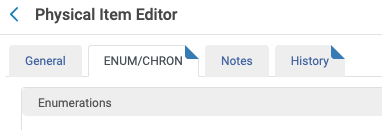 Physical Item Editor
General ENUM/CHRON Notes History
Enumerations